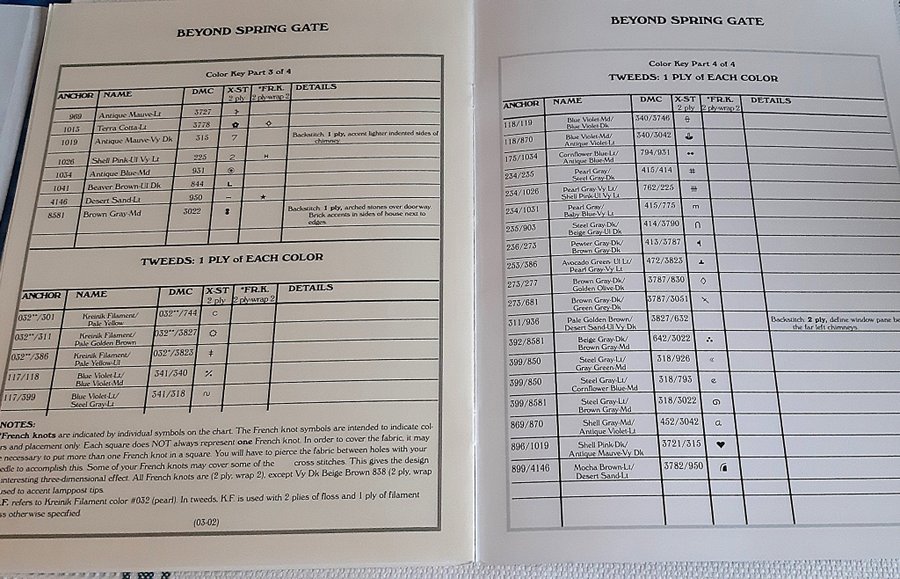 BEYOND SPRING GATE
Color Key Part 3 of 4
ANCHOR NAME DMC X-ST *FR.K. DETAILS
2 ply 2 ply-wrap 2
969 Antique Mauve-Lt 3727
1013 Terra Cotta-Lt 3778
1019 Antique Mauve-Vy Dk 315 7 Backstitch: 1 ply, accent lighter indented sides of
chimney.
1026 Shell Pink-Ul Vy Lt 225 2
1034 Antique Blue-Md 931
1041 Beaver Brown-Ul Dk 844 L
4146 Desert Sand-Lt 950 – ★
8581 Brown Gray-Md 3022 Backstitch: 1 ply, arched stones over doorway.
Brick accents in sides of house next to
edges.
TWEEDS: 1 PLY of EACH COLOR
ANCHOR NAME DMC X-ST *FR.K. DETAILS
2 ply 2 ply-wrap 2
032**/301 Kreinik Filament/ 032**/744 c
Pale Yellow
032**/311 Kreinik Filament/ 032**/3827
Pale Golden Brown
032**/386 Kreinik Filament/ 032*/3823 ‡
Pale Yellow-Ul
117/118 Blue Violet-Lt/ 341/340 ⁒
Blue Violet-Md
117/399 Blue Violet-Lt/ 341/318 ~
Steel Gray-Lt
NOTES:
*French knots are indicated by individual symbols on the chart. The French knot symbols are intended to indicate col-
rs and placement only. Each square does NOT always represent one French knot. In order to cover the fabric, it may
e necessary to put more than one French knot in a square. You will have to pierce the fabric between holes with your
edle to accomplish this. Some of your French knots may cover some of the cross stitches. This gives the design
interesting three-dimensional effect. All French knots are (2 ply, wrap 2), except Vy Dk Beige Brown 838 (2 ply, wrap
used to accent lamppost tips.
K.F. refers to Kreinik Filament color #032 (pearl). In tweeds, K.F. is used with 2 plies of floss and 1 ply of filament
ss otherwise specified.
(03-02)
BEYOND SPRING GATE
Color Key Part 4 of 4
TWEEDS: 1 PLY of EACH COLOR
ANCHOR NAME DMC X-ST *FR.K. DETAILS
2 ply 2 ply-wrap 2
118/119 Blue Violet-Md/ 340/3746
Blue Violet-Dk
118/870 Blue Violet-Md/ 340/3042
Antique Violet-Lt
175/1034 Cornflower Blue-Lt/ 794/931 ••
Antique Blue-Md
234/235 Pearl Gray/ 415/414 #
Steel Gray-Dk
234/1026 Pearl Gray-Vy Lt/ 762/225
Shell Pink-Ul Vy Lt
234/1031 Pearl Gray/ 415/775 m
Baby Blue-Vy Lt
235/903 Steel Gray-Dk/ 414/3790 ∩
Beige Gray-Ul Dk
236/273 Pewter Gray-Dk/ 413/3787
Brown Gray-Dk
253/386 Avocado Green- Ul Lt/ 472/3823
Pearl Gray-Vy Lt
273/277 Brown Gray-Dk/ 3787/830 ◇
Golden Olive-Dk
273/681 Brown Gray-Dk/ 3787/3051
Green Grey-Dk
311/936 Pale Golden Brown/ 3827/632 Backstitch: 2 ply, define window pane be
Desert Sand-Ul Vy Dk the far left chimneys.
392/8581 Beige Gray-Dk/ 642/3022 ∴
Brown Gray-Md
399/850 Steel Gray-Lt/ 318/926 «
Gray Green-Md
399/850 Steel Gray-Lt/ 318/793 e
Cornflower Blue-Md
399/8581 Steel Gray-Lt/ 318/3022
Brown Gray-Md
869/870 Shell Gray-Md/ 452/3042 a
Antique Violet-Lt
896/1019 Shell Pink-Dk/ 3721/315 ♥
Antique Mauve-Vy Dk
899/4146 Mocha Brown-Lt/ 3782/950
Desert Sand-Lt